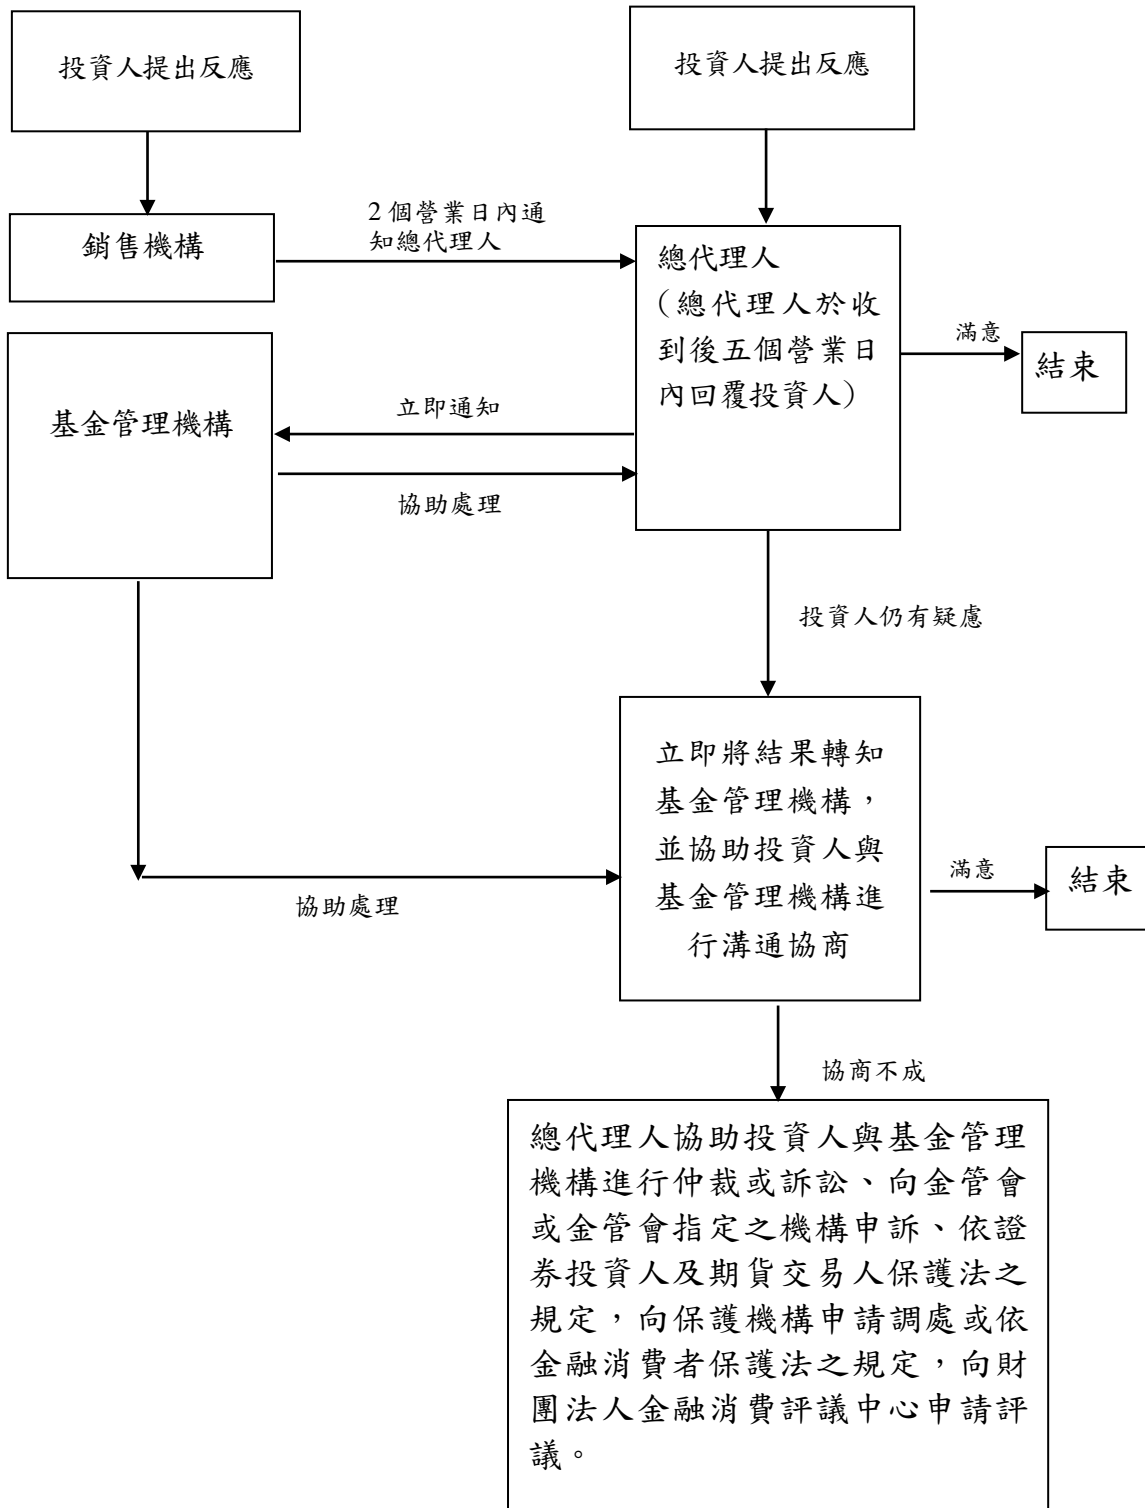 投資人提出反應
投資人提出反應
銷售機構
2 個營業日內通
知總代理人
總代理人
（總代理人於收
到後五個營業日
內回覆投資人）
滿意
結束
基金管理機構
立即通知
協助處理
投資人仍有疑慮
立即將結果轉知
基金管理機構，
並協助投資人與
基金管理機構進
行溝通協商
滿意
結束
協助處理
協商不成
總代理人協助投資人與基金管理
機構進行仲裁或訴訟、向金管會
或金管會指定之機構申訴、依證
券投資人及期貨交易人保護法之
規定，向保護機構申請調處或依
金融消費者保護法之規定，向財
團法人金融消費評議中心申請評
議。